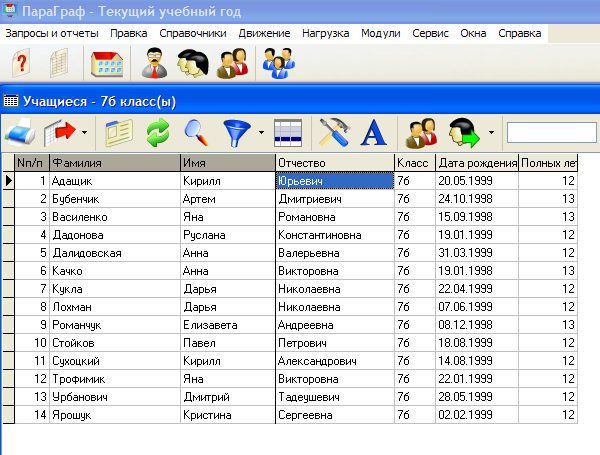 ПараГраф - Текущий учебный год
Запросы и отчеты Правка Справочники Движение Нагрузка Модули Сервис Окна Справка
Учащиеся - 7б класс(ы)
A
Nп/п Фамилия Имя Отчество Класс Дата рождения Полных ле
1 Адащик Кирилл Юрьевич 7б 20.05.1999 12
2 Бубенчик Артем Дмитриевич 7б 24.10.1998 13
3 Василенко Яна Романовна 7б 15.09.1998 13
4 Дадонова Руслана Константиновна 7б 19.01.1999 12
5 Далидовская Анна Валерьевна 7б 31.03.1999 12
6 Качко Анна Викторовна 7б 19.01.1998 13
7 Кукла Дарья Николаевна 7б 22.04.1999 12
8 Лохман Дарья Николаевна 7б 07.06.1999 12
9 Романчук Елизавета Андреевна 7б 08.12.1998 13
10 Стойков Павел Петрович 7б 18.08.1999 12
11 Сухоцкий Кирилл Александрович 7б 14.08.1999 12
12 Трофимик Яна Викторовна 7б 22.01.1999 12
13 Урбанович Дмитрий Тадеушевич 7б 28.05.1999 12
14 Ярошук Кристина Сергеевна 7б 02.02.1999 12